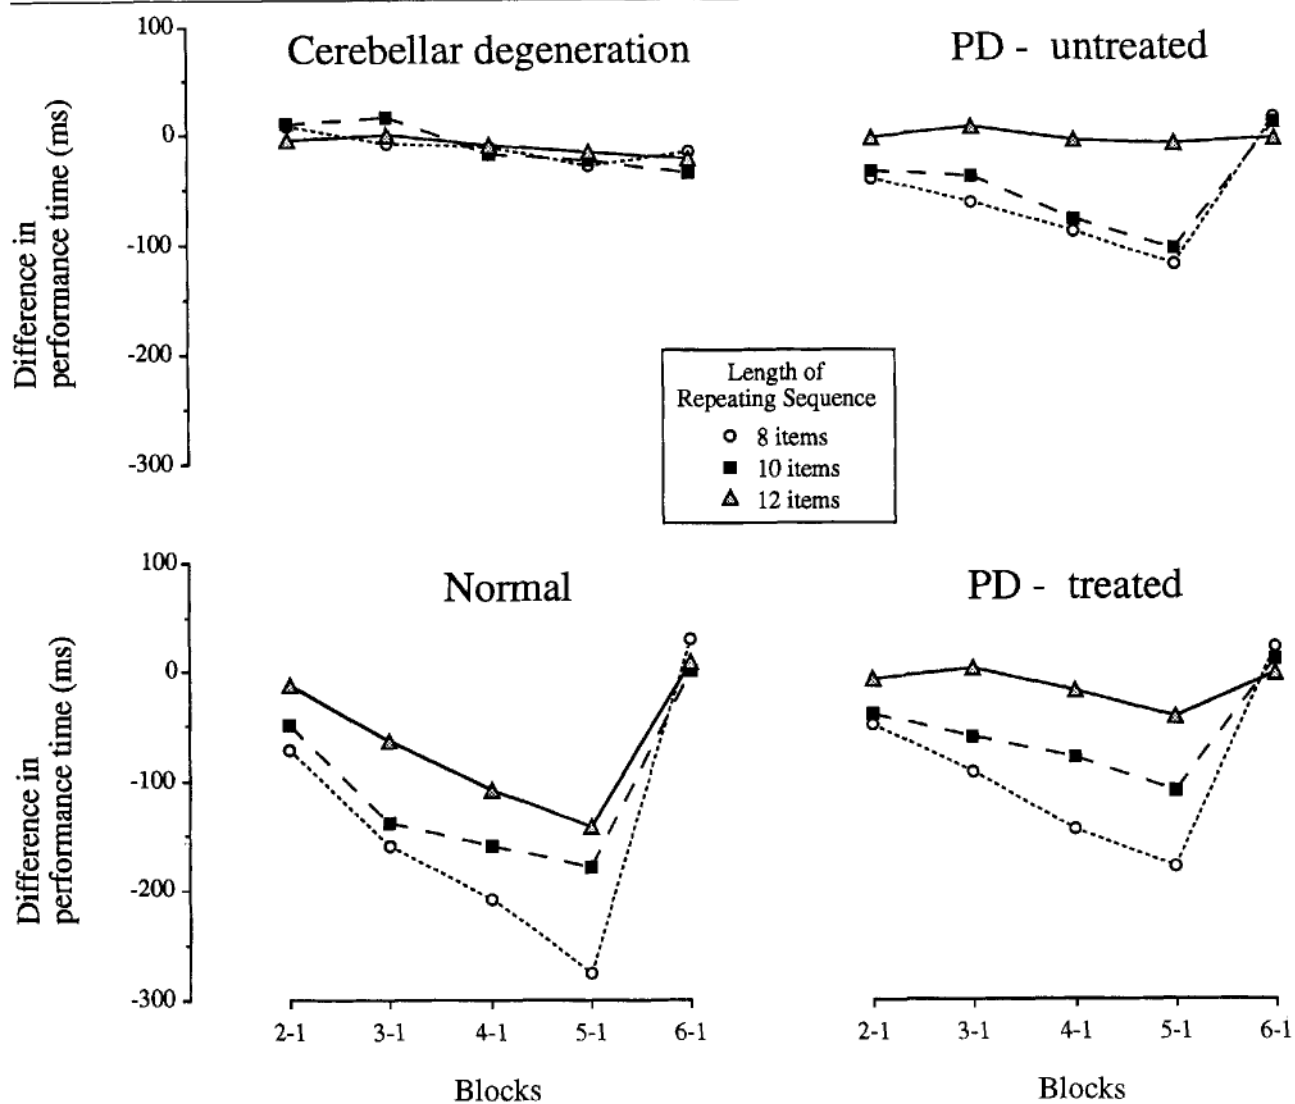 Cerebellar degeneration
100
0
-100
-200
-300
Difference in
performance time (ms)
PD - untreated
Length of
Repeating Sequence
8 items
10 items
12 items
Normal
100
0
-100
-200
-300
Difference in
performance time (ms)
2-1 3-1 4-1 5-1 6-1
Blocks
PD - treated
2-1 3-1 4-1 5-1 6-1
Blocks